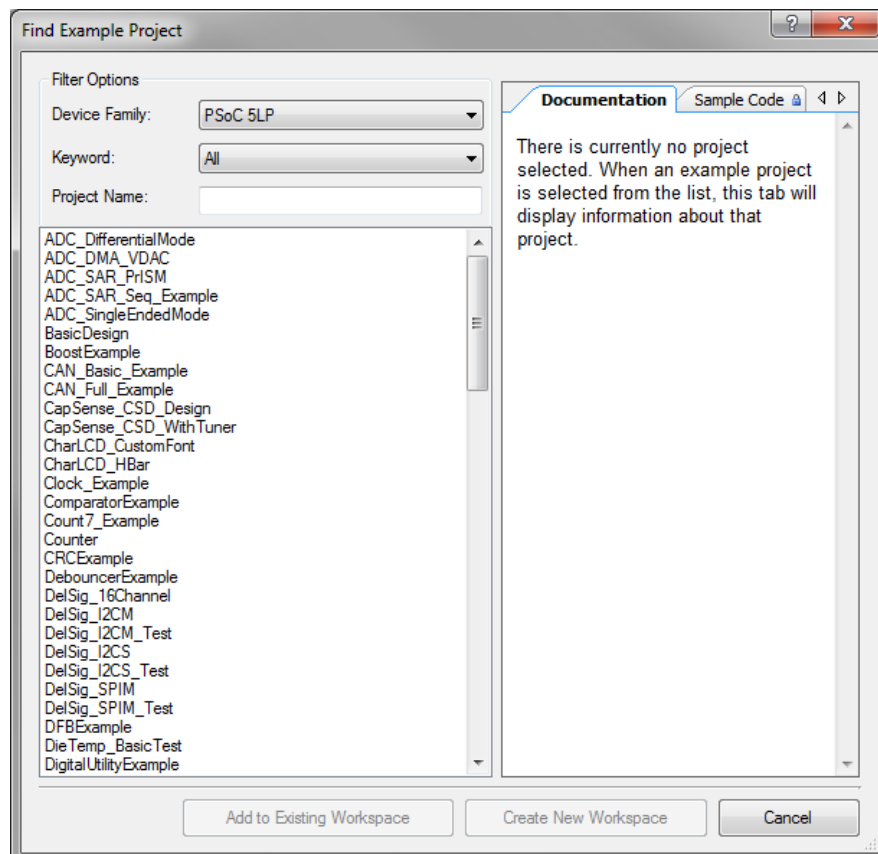 Find Example Project
Filter Options
Device Family:
PSoC 5LP
Keyword:
All
Project Name:
ADC_DifferentialMode
ADC_DMA_VDAC
ADC_SAR_PrISM
ADC_SAR_Seq_Example
ADC_SingleEndedMode
BasicDesign
BoostExample
CAN_Basic_Example
CAN_Full_Example
CapSense_CSD_Design
CapSense_CSD_WithTuner
CharLCD_CustomFont
CharLCD_HBar
Clock_Example
ComparatorExample
Count7_Example
Counter
CRCExample
DebouncerExample
DelSig_16Channel
DelSig_I2CM
DelSig_I2CM_Test
DelSig_I2CS
DelSig_I2CS_Test
DelSig_SPIM
DelSig_SPIM_Test
DFBExample
DieTemp_BasicTest
DigitalUtilityExample
Documentation
Sample Code
There is currently no project
selected. When an example project
is selected from the list, this tab will
display information about that
project.
Add to Existing Workspace
Create New Workspace
Cancel